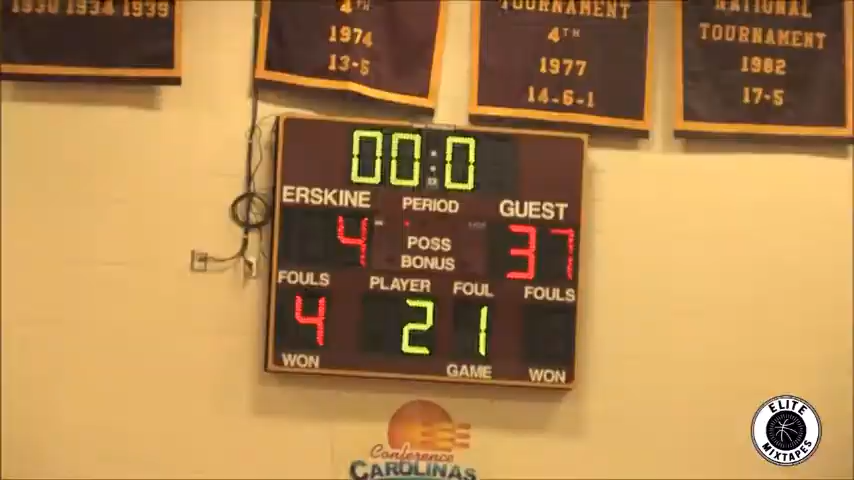 1930 1934 1939
4TH
1974
13-5
TOURNAMENT
4TH
1977
14-6-1
NATIONAL
TOURNAMENT
1982
17-5
00:0
ERSKINE
PERIOD
GUEST
4
POSS
BONUS
37
FOULS
PLAYER
FOUL
FOULS
4
2
1
WON
GAME
WON
Conference
CAROLINAS
ELITE
MIXTAPES